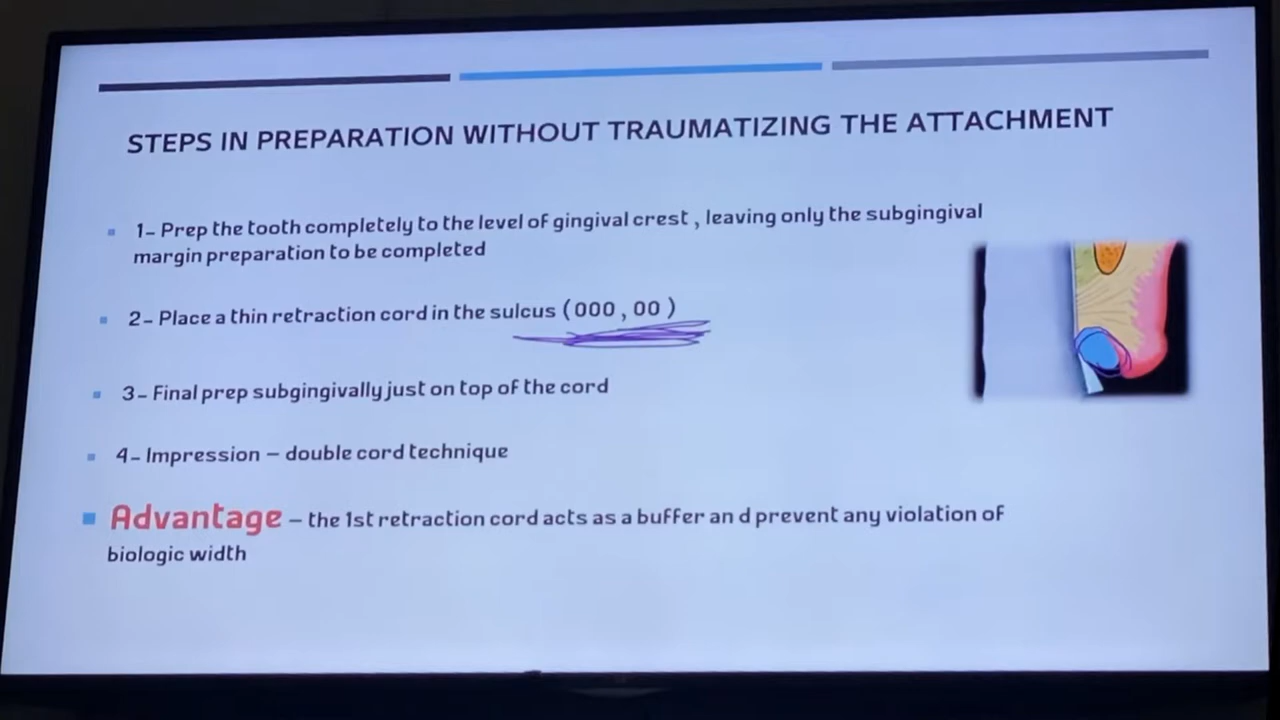 STEPS IN PREPARATION WITHOUT TRAUMATIZING THE ATTACHMENT
1- Prep the tooth completely to the level of gingival crest , leaving only the subgingival
margin preparation to be completed
2- Place a thin retraction cord in the sulcus (000 , 00 )
3- Final prep subgingivally just on top of the cord
4- Impression – double cord technique
Advantage – the 1st retraction cord acts as a buffer an d prevent any violation of
biologic width